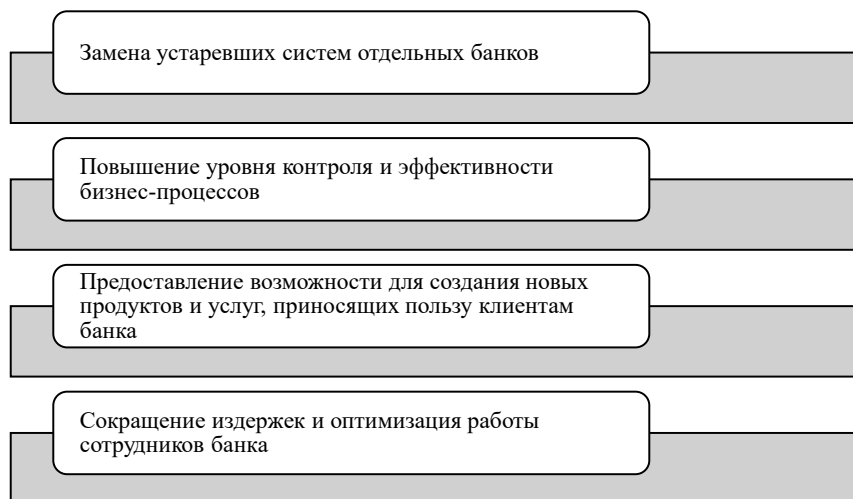 Замена устаревших систем отдельных банков
Повышение уровня контроля и эффективности
бизнес-процессов
Предоставление возможности для создания новых
продуктов и услуг, приносящих пользу клиентам
банка
Сокращение издержек и оптимизация работы
сотрудников банка